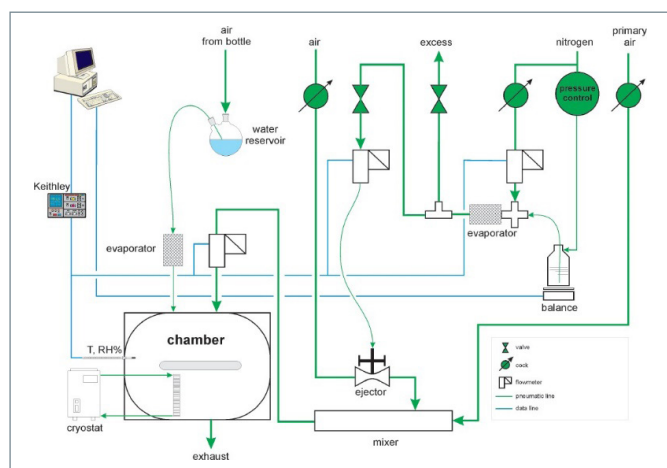 air
from bottle
air
excess
nitrogen
primary
air
pressure
control
water
reservoir
Keithley
evaporator
evaporator
balance
chamber
T, RH%
cryostat
ejector
mixer
exhaust
valve
cock
flowmeter
pneumatic line
data line